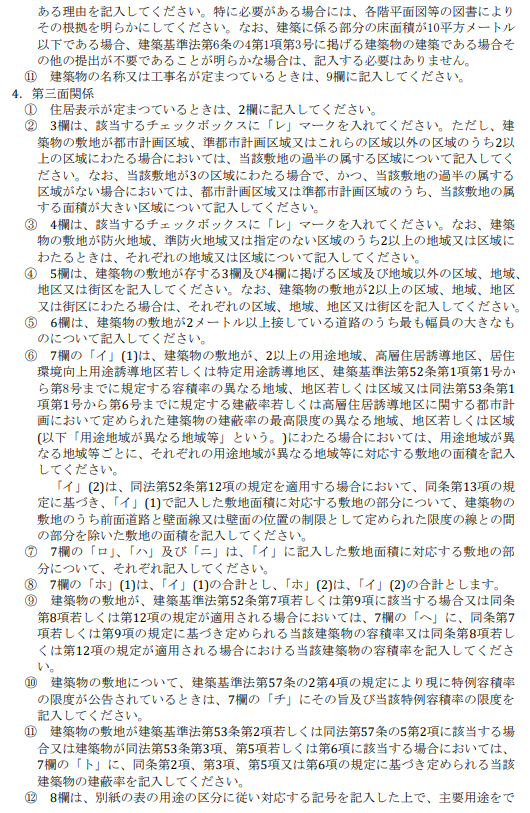 ある理由を記入してください。特に必要がある場合には、各階平面図等の図書により
その根拠を明らかにしてください。なお、建築に係る部分の床面積が10平方メートル
以下である場合、建築基準法第6条の4第1項第3号に掲げる建築物の建築である場合そ
の他の提出が不要であることが明らかな場合は、記入する必要はありません。
⑪ 建築物の名称又は工事名が定まつているときは、9欄に記入してください。
4．第三面関係
① 住居表示が定まつているときは、2欄に記入してください。
② 3欄は、該当するチェックボックスに「レ」マークを入れてください。ただし、建
築物の敷地が都市計画区域、準都市計画区域又はこれらの区域以外の区域のうち2以
上の区域にわたる場合においては、当該敷地の過半の属する区域について記入してく
ださい。なお、当該敷地が3の区域にわたる場合で、かつ、当該敷地の過半の属する
区域がない場合においては、都市計画区域又は準都市計画区域のうち、当該敷地の属
する面積が大きい区域について記入してください。
③ 4欄は、該当するチェックボックスに「レ」マークを入れてください。なお、建築
物の敷地が防火地域、準防火地域又は指定のない区域のうち2以上の地域又は区域に
わたるときは、それぞれの地域又は区域について記入してください。
④ 5欄は、建築物の敷地が存する3欄及び4欄に掲げる区域及び地域以外の区域、地域、
地区又は街区を記入してください。なお、建築物の敷地が2以上の区域、地域、地区
又は街区にわたる場合は、それぞれの区域、地域、地区又は街区を記入してください。
⑤ 6欄は、建築物の敷地が2メートル以上接している道路のうち最も幅員の大きなも
のについて記入してください。
⑥ 7欄の「イ」(1)は、建築物の敷地が、2以上の用途地域、高層住居誘導地区、居住
環境向上用途誘導地区若しくは特定用途誘導地区、建築基準法第52条第1項第1号か
ら第8号までに規定する容積率の異なる地域、地区若しくは区域又は同法第53条第1
項第1号から第6号までに規定する建蔽率若しくは高層住居誘導地区に関する都市計
画において定められた建築物の建蔽率の最高限度の異なる地域、地区若しくは区域
(以下「用途地域が異なる地域等」という。)にわたる場合においては、用途地域が異
なる地域等ごとに、それぞれの用途地域が異なる地域等に対応する敷地の面積を記入
してください。
「イ」(2)は、同法第52条第12項の規定を適用する場合において、同条第13項の規
定に基づき、「イ」(1)で記入した敷地面積に対応する敷地の部分について、建築物の
敷地のうち前面道路と壁面線又は壁面の位置の制限として定められた限度の線との間
の部分を除いた敷地の面積を記入してください。
⑦ 7欄の「ロ」、「ハ」及び「ニ」は、「イ」に記入した敷地面積に対応する敷地の部
分について、それぞれ記入してください。
⑧ 7欄の「ホ」(1)は、「イ」(1)の合計とし、「ホ」(2)は、「イ」(2)の合計とします。
⑨ 建築物の敷地が、建築基準法第52条第7項若しくは第9項に該当する場合又は同条
第8項若しくは第12項の規定が適用される場合においては、7欄の「ヘ」に、同条第7
項若しくは第9項の規定に基づき定められる当該建築物の容積率又は同条第8項若し
くは第12項の規定が適用される場合における当該建築物の容積率を記入してくださ
い。
⑩ 建築物の敷地について、建築基準法第57条の2第4項の規定により現に特例容積率
の限度が公告されているときは、7欄の「チ」にその旨及び当該特例容積率の限度を
記入してください。
⑪ 建築物の敷地が建築基準法第53条第2項若しくは同法第57条の5第2項に該当する場
合又は建築物が同法第53条第3項、第5項若しくは第6項に該当する場合においては、
7欄の「ト」に、同条第2項、第3項、第5項又は第6項の規定に基づき定められる当該
建築物の建蔽率を記入してください。
⑫ 8欄は、別紙の表の用途の区分に従い対応する記号を記入した上で、主要用途をで